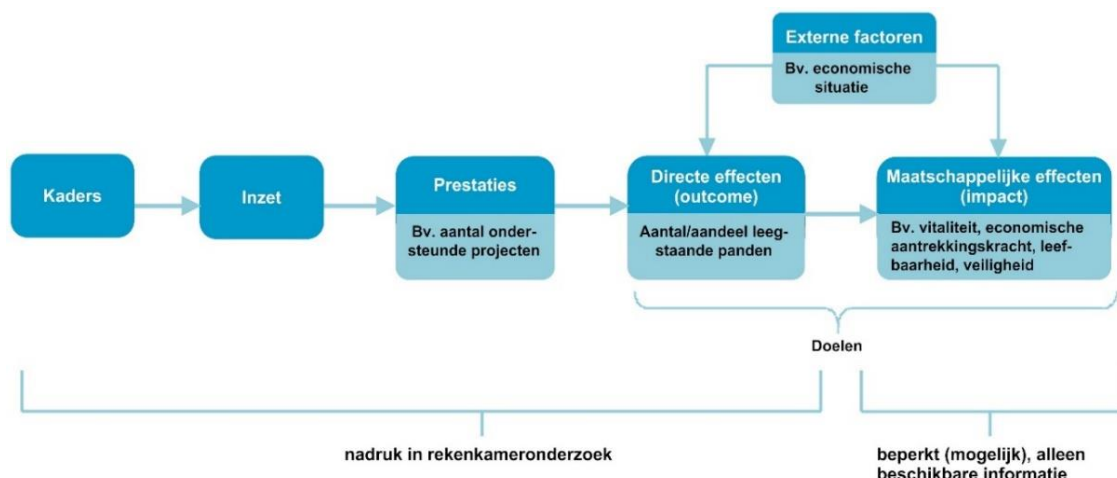 Externe factoren
Bv. economische
situatie
Kaders
Inzet
Prestaties
Bv. aantal onder-
steunde projecten
Directe effecten
(outcome)
Aantal/aandeel leeg-
staande panden
Maatschappelijke effecten
(impact)
Bv. vitaliteit, economische
aantrekkingskracht, leef-
baarheid, veiligheid
Doelen
nadruk in rekenkameronderzoek
beperkt (mogelijk), alleen
beschikbare informatie